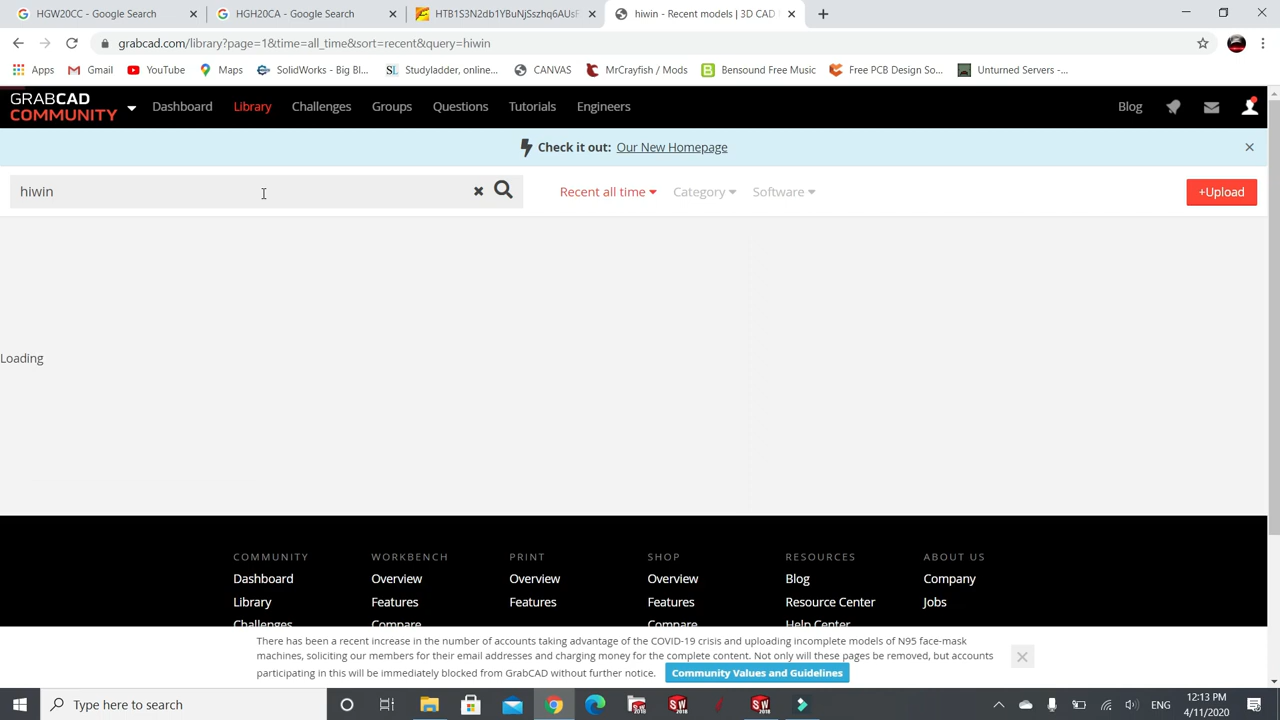 HGW20CC - Google Search
HGH20CA - Google Search
HTB1S3N2db1YBuNjSszhq6AUsF
hiwin - Recent models | 3D CAD
grabcad.com/library?page=1&time=all_time&sort=recent&query=hiwin
Apps
Gmail
YouTube
Maps
SolidWorks - Big Bl...
Studyladder, online...
CANVAS
MrCrayfish / Mods
Bensound Free Music
Free PCB Design So...
Unturned Servers -...
GRABCAD
COMMUNITY
Dashboard
Library
Challenges
Groups
Questions
Tutorials
Engineers
Blog
Check it out: Our New Homepage
hiwin
Recent all time
Category
Software
+Upload
Loading
COMMUNITY
WORKBENCH
PRINT
SHOP
RESOURCES
ABOUT US
Dashboard
Overview
Overview
Overview
Blog
Company
Library
Features
Features
Features
Resource Center
Jobs
Challenges
Compare
Compare
Help Center
There has been a recent increase in the number of accounts taking advantage of the COVID-19 crisis and uploading incomplete models of N95 face-mask
machines, soliciting our members for their email addresses and charging money for the complete content. Not only will these pages be removed, but accounts
participating in this will be immediately blocked from GrabCAD without further notice.
Community Values and Guidelines
Type here to search
ENG
12:13 PM
4/11/2020